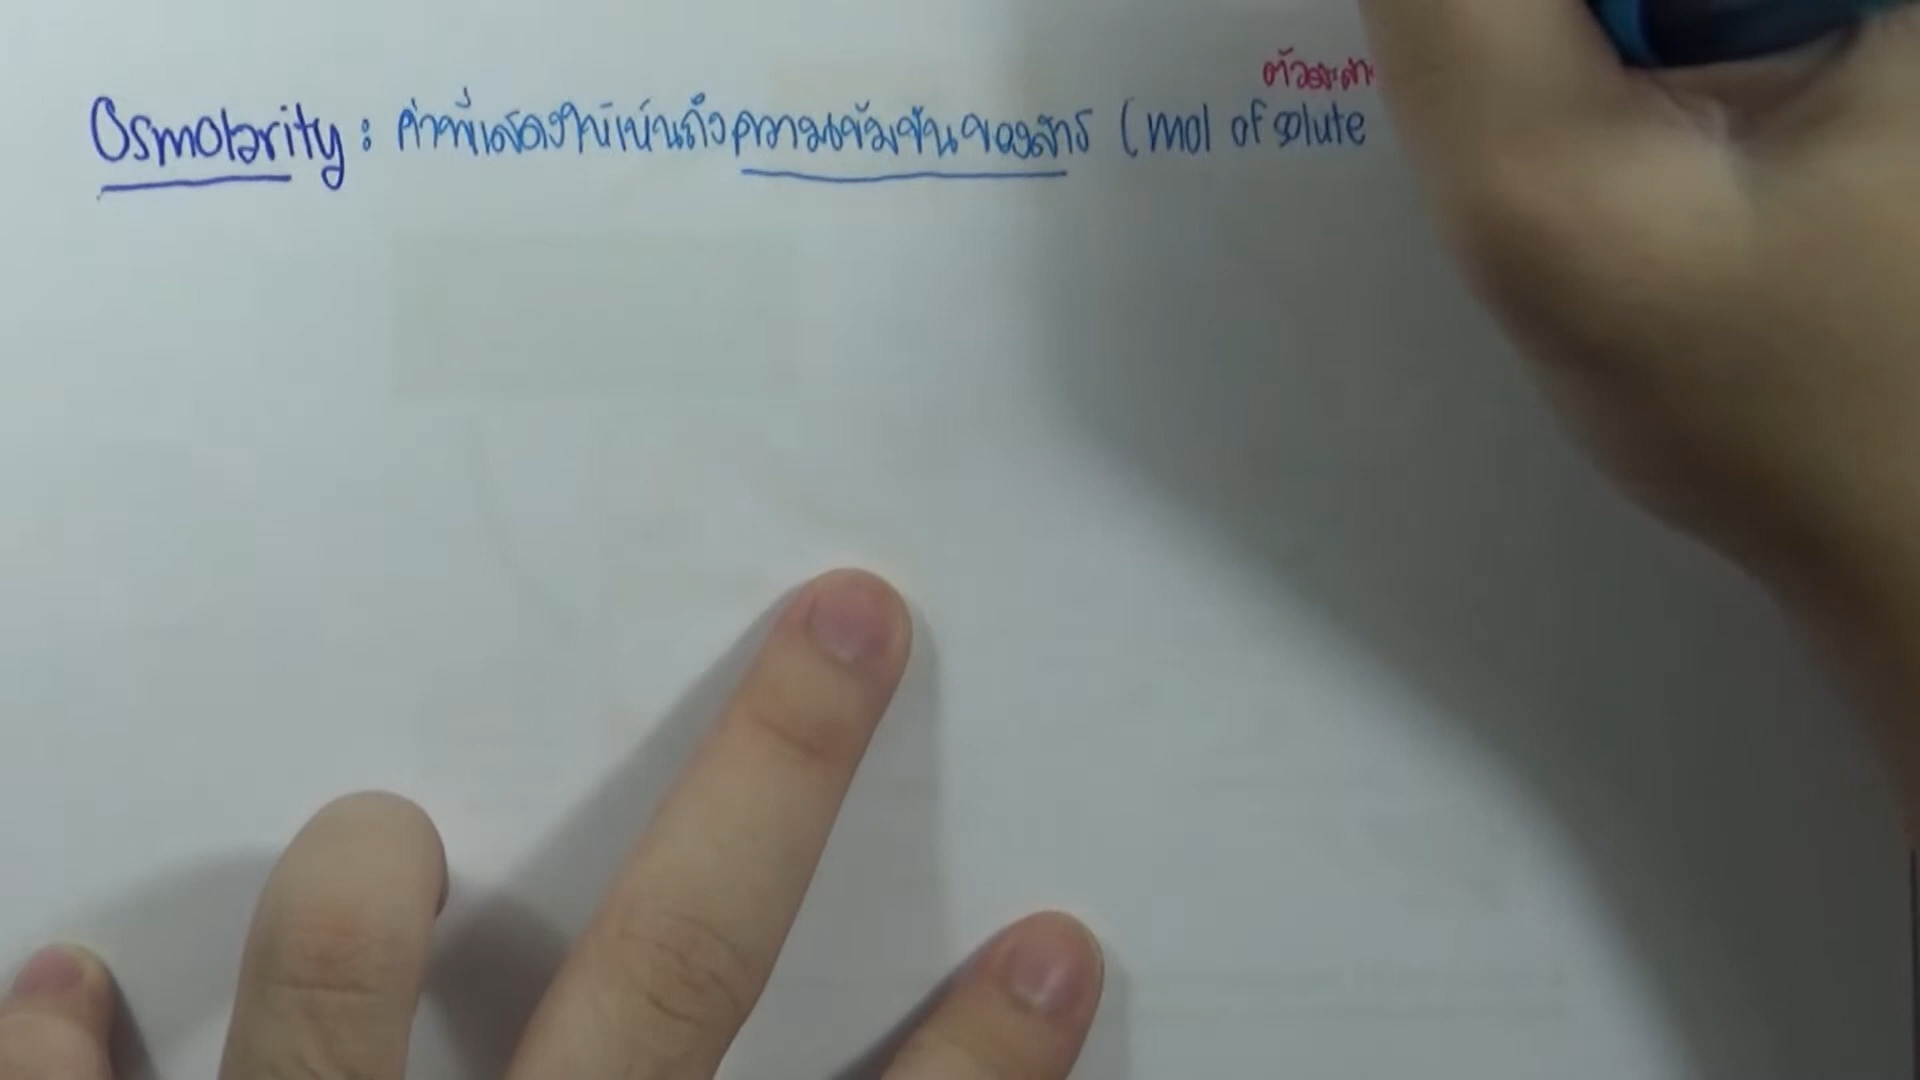 ตัวละลา
Osmolarity : ค่าที่แสดงให้เห็นถึงความเข้มข้นของสาร (mol of solute